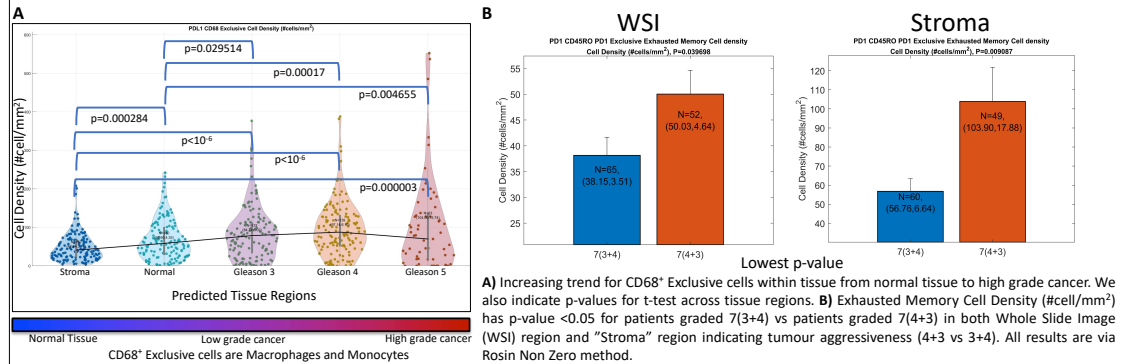 A
PDL1 CD68 Exclusive Cell Density (#cells/mm²)
p=0.029514
p=0.00017
p=0.004655
p=0.000284
p<10⁻⁶
p<10⁻⁶
p=0.000003
Cell Density (#cell/mm²)
Stroma Normal Gleason 3 Gleason 4 Gleason 5
Predicted Tissue Regions
Normal Tissue Low grade cancer High grade cancer
CD68⁺ Exclusive cells are Macrophages and Monocytes
B
WSI
PD1 CD45RO PD1 Exclusive Exhausted Memory Cell density
Cell Density (#cells/mm²), P=0.039698
Cell Density (#cells/mm²)
55
50
45
40
35
30
25
N=65,
(38.15,3.51)
N=52,
(50.03,4.64)
7(3+4) 7(4+3)
Stroma
PD1 CD45RO PD1 Exclusive Exhausted Memory Cell density
Cell Density (#cells/mm²), P=0.009087
Cell Density (#cells/mm²)
120
110
100
90
80
70
60
50
40
N=60,
(56.76,6.64)
N=49,
(103.90,17.88)
7(3+4) 7(4+3)
Lowest p-value
A) Increasing trend for CD68⁺ Exclusive cells within tissue from normal tissue to high grade cancer. We
also indicate p-values for t-test across tissue regions. B) Exhausted Memory Cell Density (#cell/mm²)
has p-value <0.05 for patients graded 7(3+4) vs patients graded 7(4+3) in both Whole Slide Image
(WSI) region and ”Stroma” region indicating tumour aggressiveness (4+3 vs 3+4). All results are via
Rosin Non Zero method.